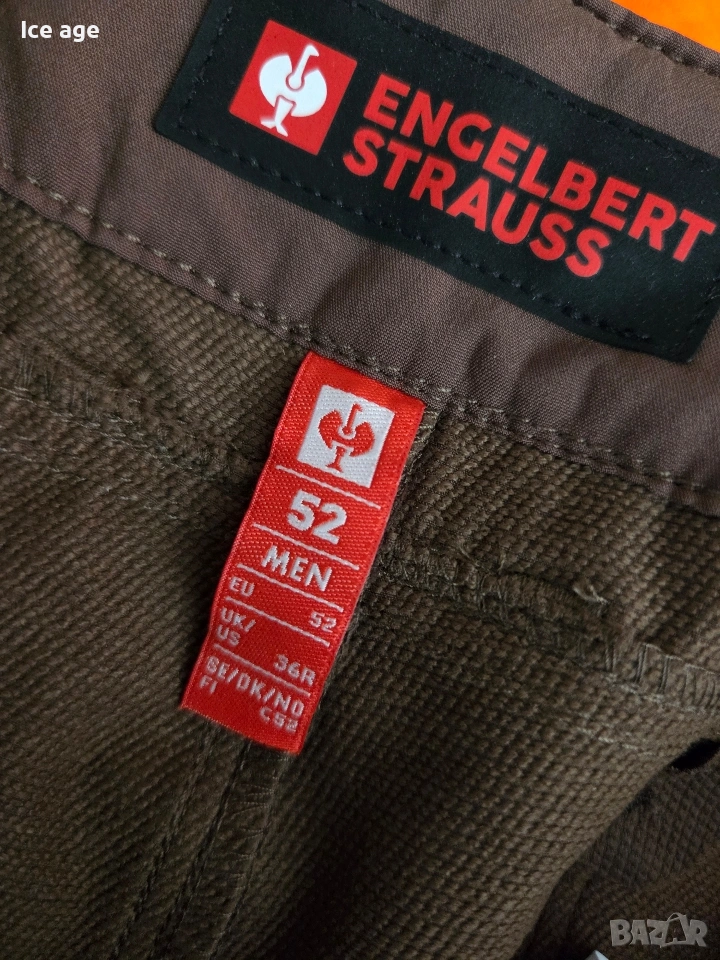 Ice age
ENGELBERT
STRAUSS
52
MEN
EU 52
UK/
US 36R
SE/DK/NO
FI C52
BAZAR